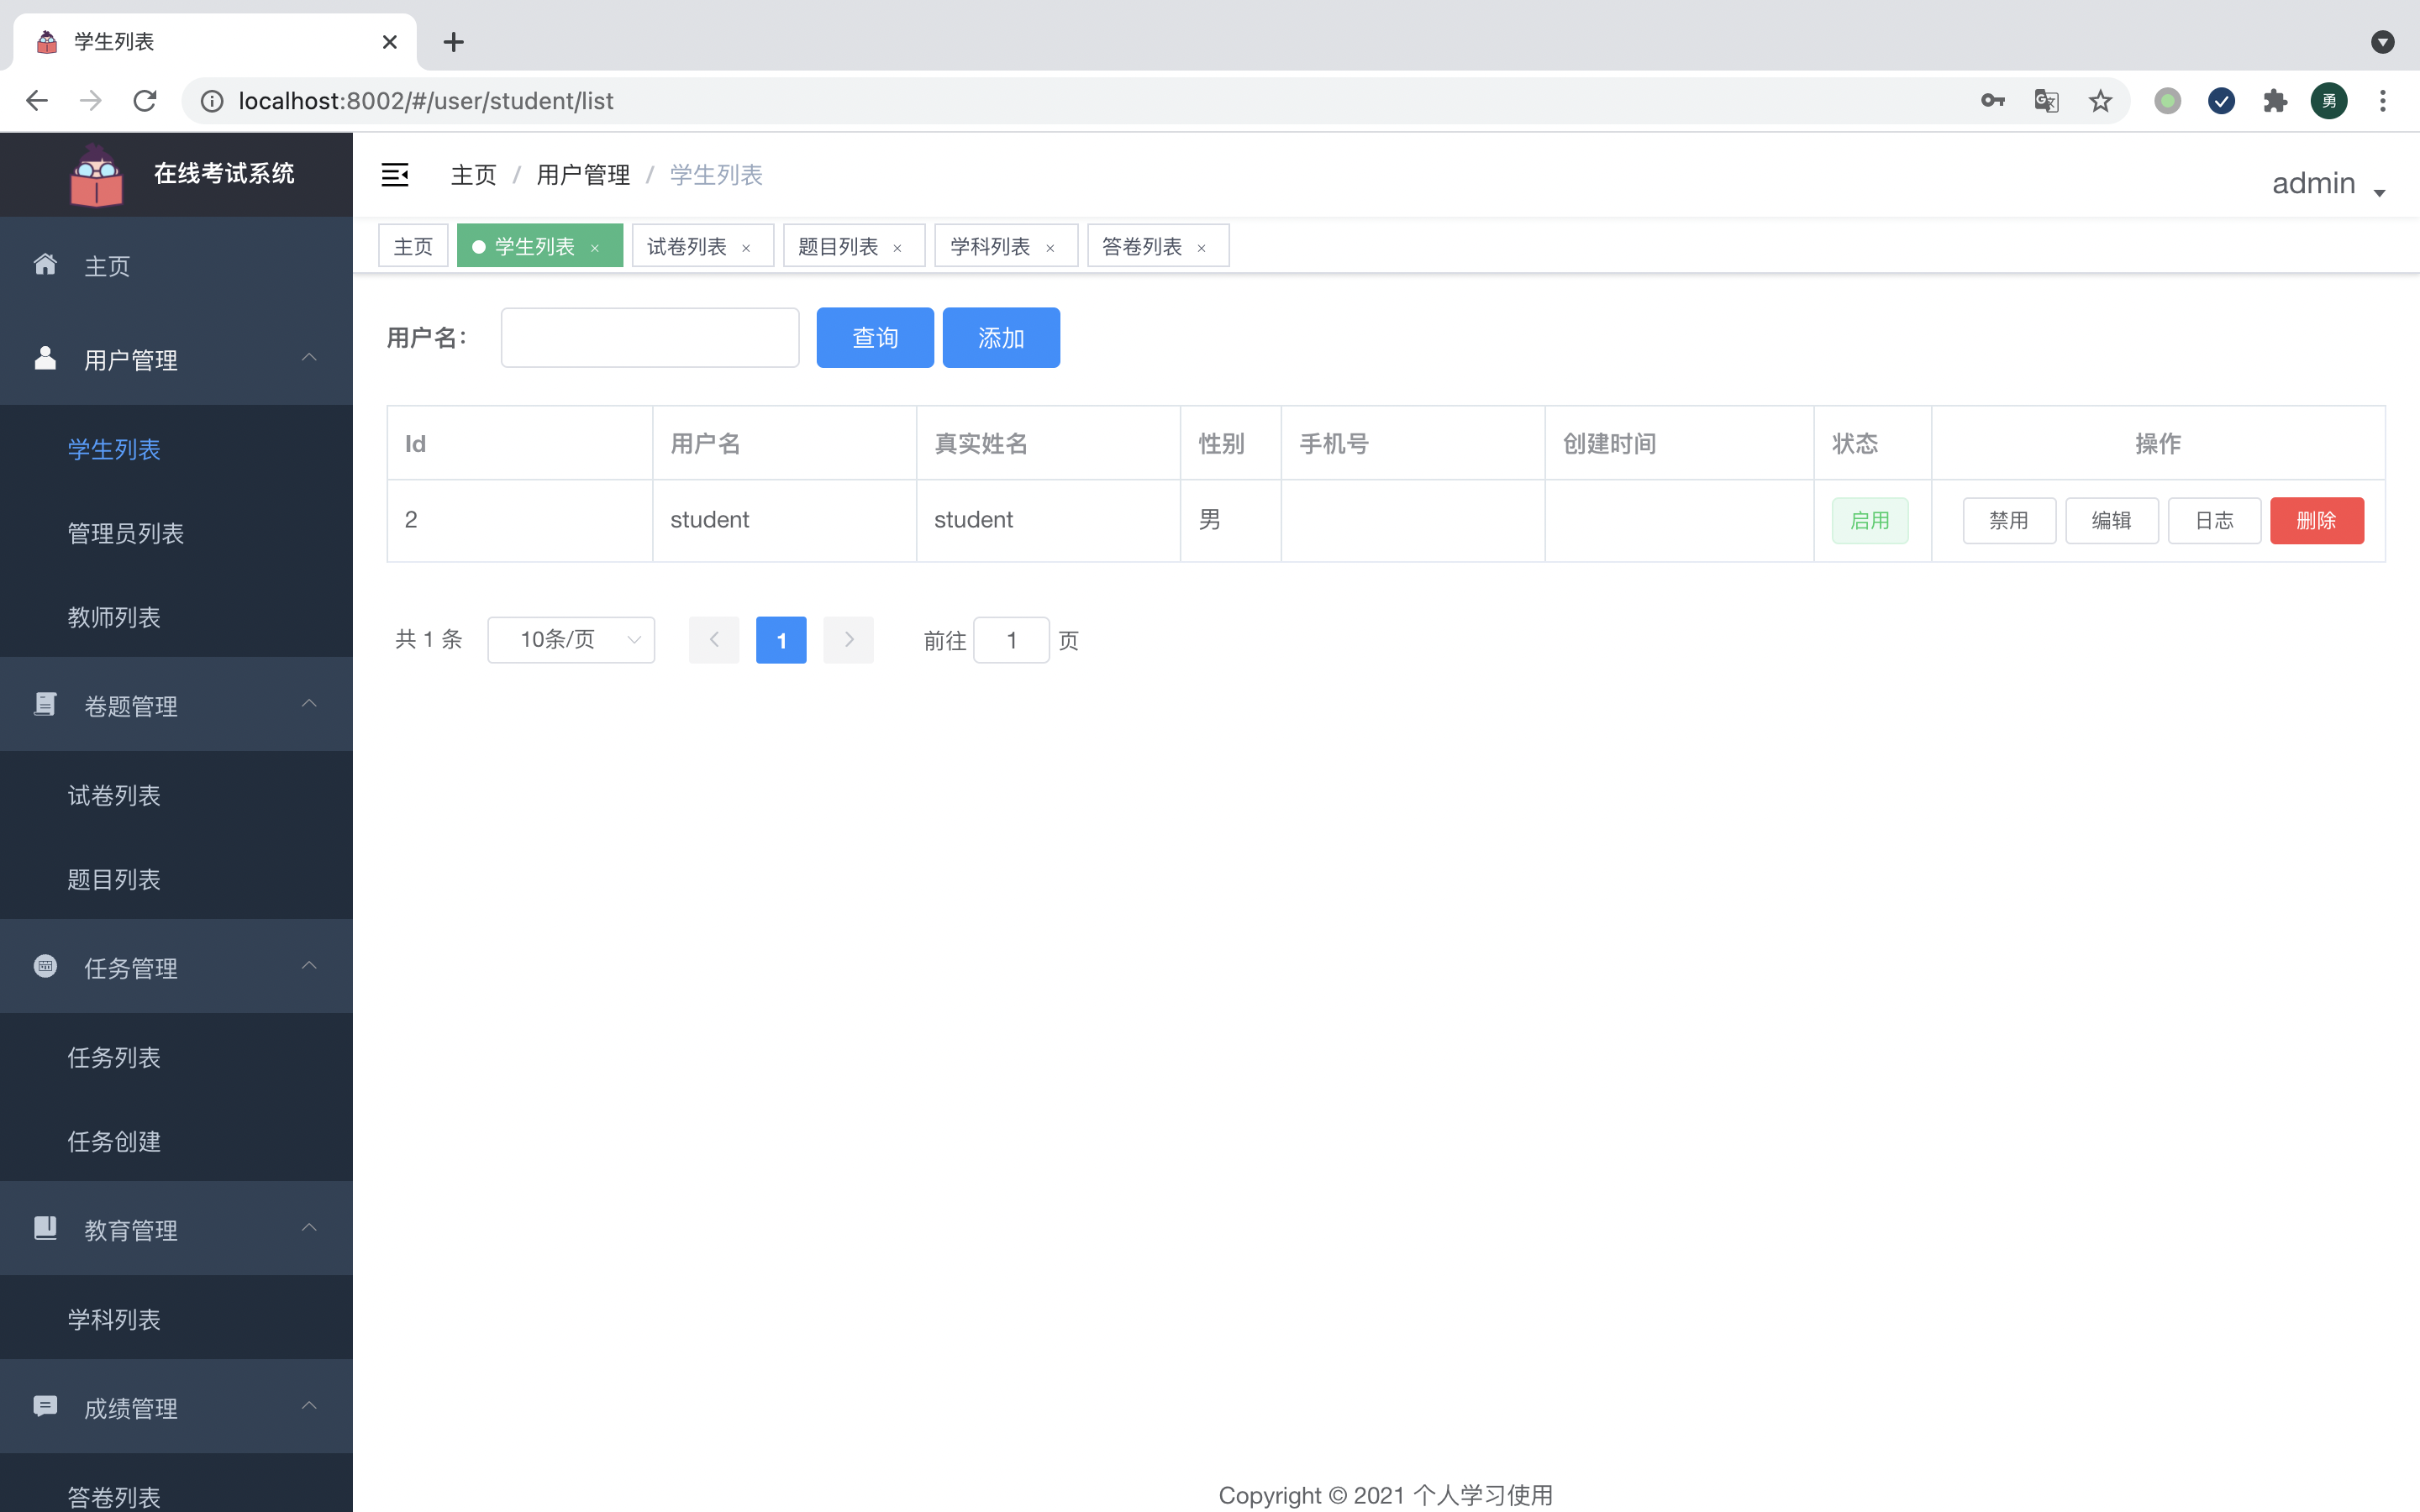 学生列表
localhost:8002/#/user/student/list
勇
在线考试系统
主页 / 用户管理 / 学生列表
admin
主页 学生列表 × 试卷列表 × 题目列表 × 学科列表 × 答卷列表 ×
主页
用户管理
学生列表
管理员列表
教师列表
卷题管理
试卷列表
题目列表
任务管理
任务列表
任务创建
教育管理
学科列表
成绩管理
答卷列表
用户名： 查询 添加
Id 用户名 真实姓名 性别 手机号 创建时间 状态 操作
2 student student 男 启用 禁用 编辑 日志 删除
共 1 条 10条/页 1 前往 1 页
Copyright © 2021 个人学习使用